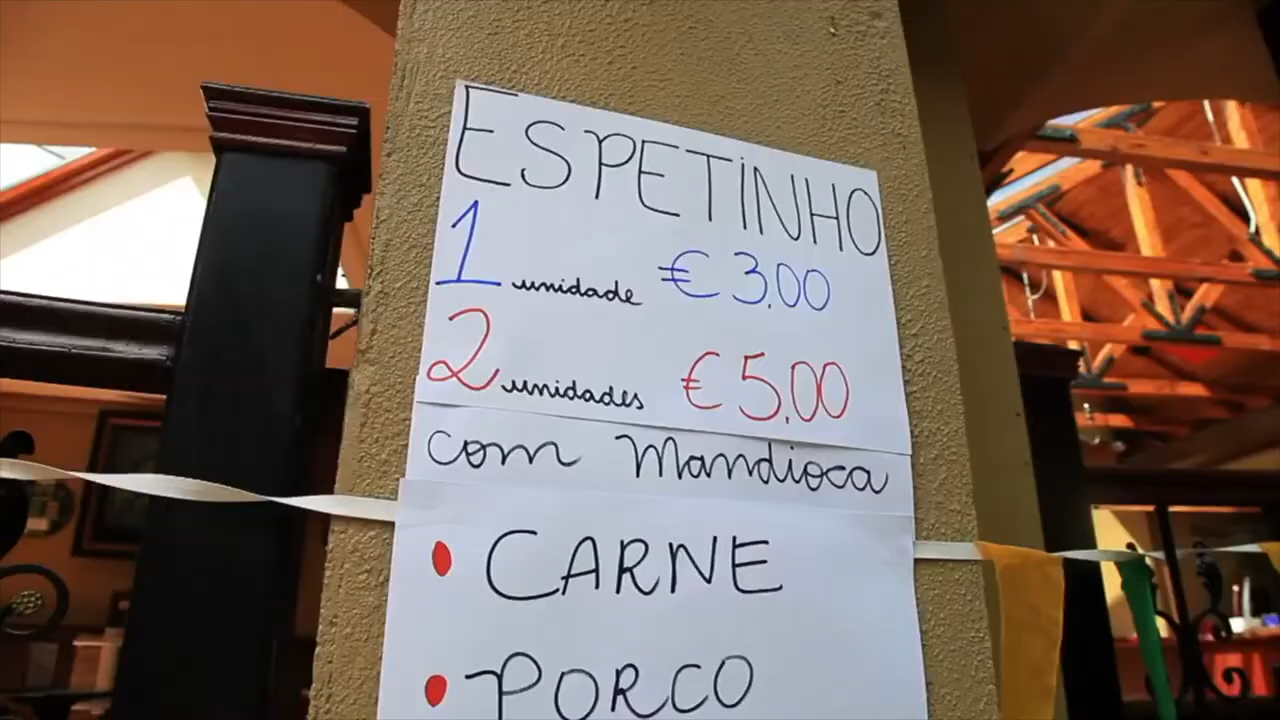 ESPETINHO
1 unidade € 3,00
2 unidades € 5,00
com Mandioca
• CARNE
• PORCO